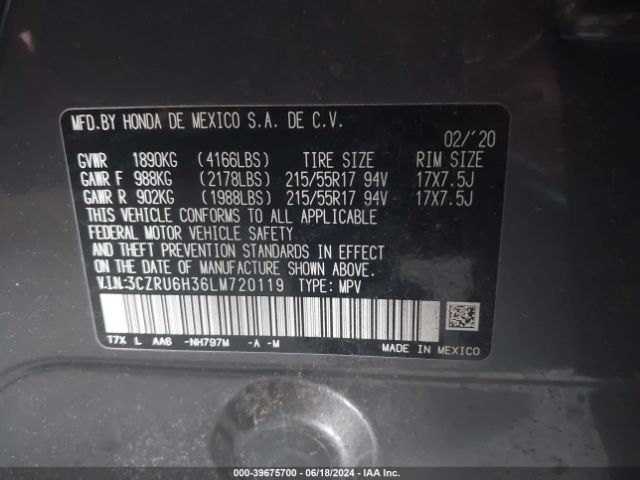 MFD.BY HONDA DE MEXICO S.A. DE C.V.
02/'20
GVWR 1890KG (4166LBS) TIRE SIZE RIM SIZE
GAWR F 988KG (2178LBS) 215/55R17 94V 17X7.5J
GAWR R 902KG (1988LBS) 215/55R17 94V 17X7.5J
THIS VEHICLE CONFORMS TO ALL APPLICABLE
FEDERAL MOTOR VEHICLE SAFETY
AND THEFT PREVENTION STANDARDS IN EFFECT
ON THE DATE OF MANUFACTURE SHOWN ABOVE.
V.I.N:3CZRU6H36LM720119 TYPE: MPV
T7X L AA6 -NH797M -A -M
MADE IN MEXICO
000-39675700 - 06/18/2024 - IAA Inc.